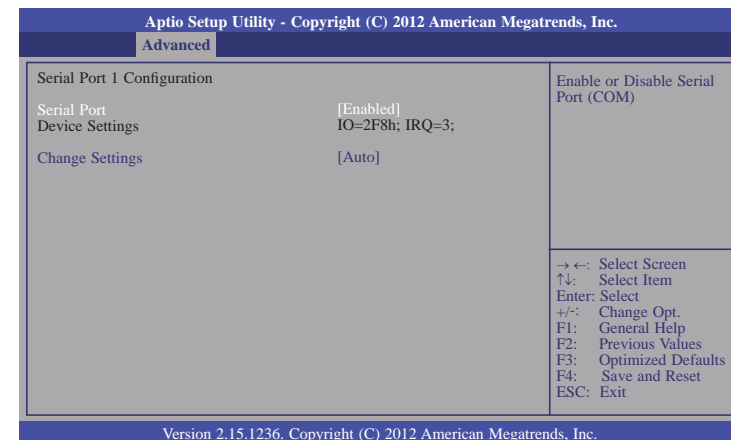 Aptio Setup Utility - Copyright (C) 2012 American Megatrends, Inc.
Advanced
Serial Port 1 Configuration
Serial Port [Enabled]
Device Settings IO=2F8h; IRQ=3;
Change Settings [Auto]
Enable or Disable Serial
Port (COM)
→ ←: Select Screen
↑↓: Select Item
Enter: Select
+/-: Change Opt.
F1: General Help
F2: Previous Values
F3: Optimized Defaults
F4: Save and Reset
ESC: Exit
Version 2.15.1236. Copyright (C) 2012 American Megatrends, Inc.